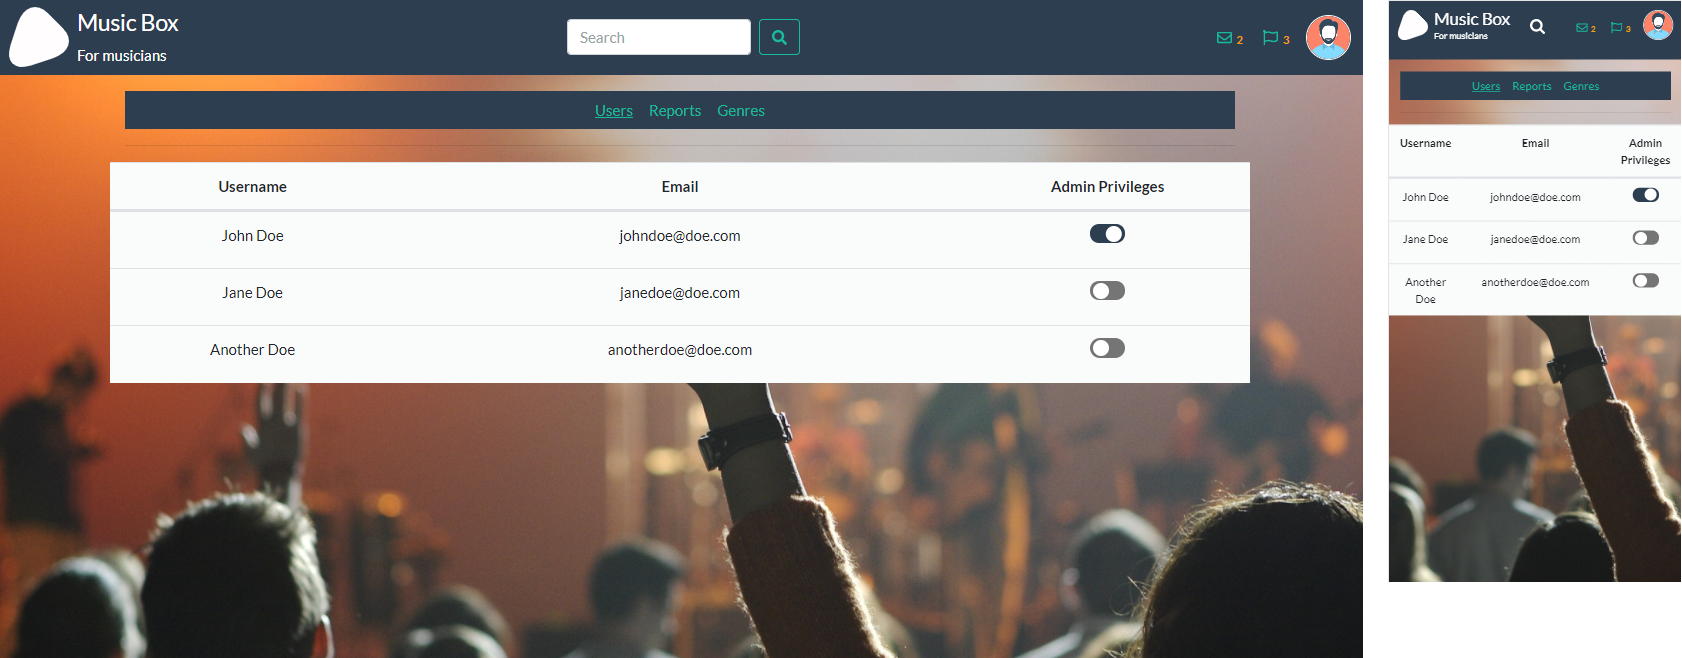 Music Box
For musicians
Search
2
3
Users Reports Genres
Username Email Admin Privileges
John Doe johndoe@doe.com
Jane Doe janedoe@doe.com
Another Doe anotherdoe@doe.com
Music Box
For musicians
2
3
Users Reports Genres
Username Email Admin
Privileges
John Doe johndoe@doe.com
Jane Doe janedoe@doe.com
Another anotherdoe@doe.com
Doe